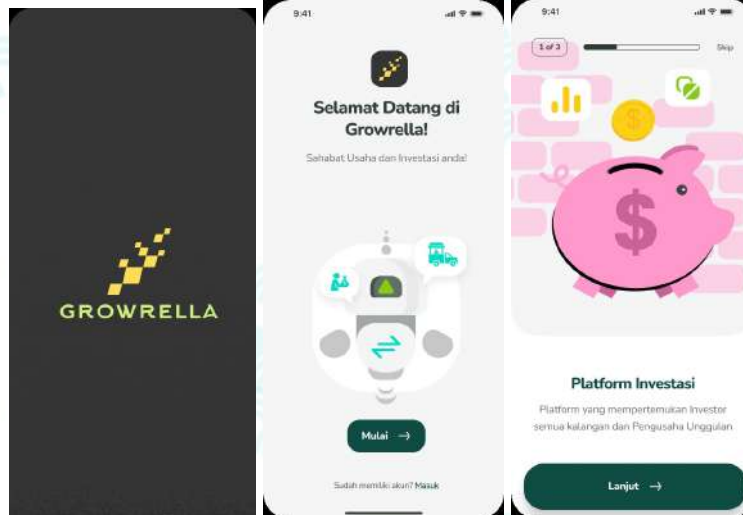 GROWRELLA
9:41
Selamat Datang di
Growrella!
Sahabat Usaha dan Investasi anda!
Mulai →
Sudah memiliki akun? Masuk
9:41
1 of 3
Skip
$
$
Platform Investasi
Platform yang mempertemukan Investor
semua kalangan dan Pengusaha Unggulan
Lanjut →